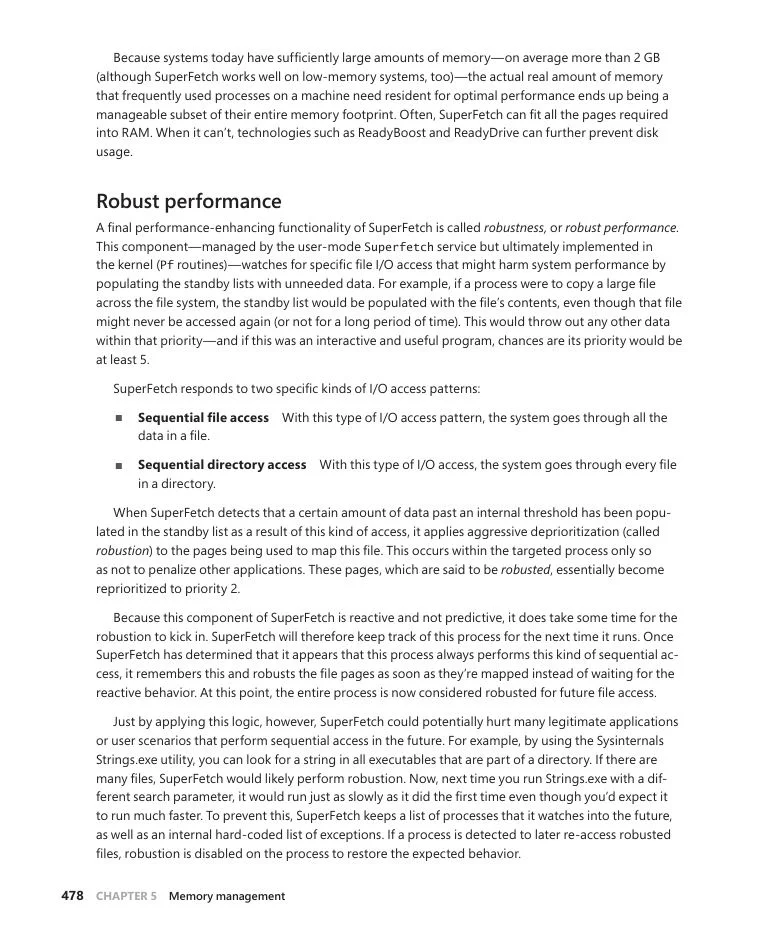 Because systems today have sufficiently large amounts of memory—on average more than 2 GB
(although SuperFetch works well on low-memory systems, too)—the actual real amount of memory
that frequently used processes on a machine need resident for optimal performance ends up being a
manageable subset of their entire memory footprint. Often, SuperFetch can fit all the pages required
into RAM. When it can't, technologies such as ReadyBoost and ReadyDrive can further prevent disk
usage.
Robust performance
A final performance-enhancing functionality of SuperFetch is called robustness, or robust performance.
This component—managed by the user-mode Superfetch service but ultimately implemented in
the kernel (Pf routines)—watches for specific file I/O access that might harm system performance by
populating the standby lists with unneeded data. For example, if a process were to copy a large file
across the file system, the standby list would be populated with the file's contents, even though that file
might never be accessed again (or not for a long period of time). This would throw out any other data
within that priority—and if this was an interactive and useful program, chances are its priority would be
at least 5.
SuperFetch responds to two specific kinds of I/O access patterns:
■ Sequential file access With this type of I/O access pattern, the system goes through all the
data in a file.
■ Sequential directory access With this type of I/O access, the system goes through every file
in a directory.
When SuperFetch detects that a certain amount of data past an internal threshold has been popu-
lated in the standby list as a result of this kind of access, it applies aggressive deprioritization (called
robustion) to the pages being used to map this file. This occurs within the targeted process only so
as not to penalize other applications. These pages, which are said to be robusted, essentially become
reprioritized to priority 2.
Because this component of SuperFetch is reactive and not predictive, it does take some time for the
robustion to kick in. SuperFetch will therefore keep track of this process for the next time it runs. Once
SuperFetch has determined that it appears that this process always performs this kind of sequential ac-
cess, it remembers this and robusts the file pages as soon as they're mapped instead of waiting for the
reactive behavior. At this point, the entire process is now considered robusted for future file access.
Just by applying this logic, however, SuperFetch could potentially hurt many legitimate applications
or user scenarios that perform sequential access in the future. For example, by using the Sysinternals
Strings.exe utility, you can look for a string in all executables that are part of a directory. If there are
many files, SuperFetch would likely perform robustion. Now, next time you run Strings.exe with a dif-
ferent search parameter, it would run just as slowly as it did the first time even though you'd expect it
to run much faster. To prevent this, SuperFetch keeps a list of processes that it watches into the future,
as well as an internal hard-coded list of exceptions. If a process is detected to later re-access robusted
files, robustion is disabled on the process to restore the expected behavior.
478 CHAPTER 5 Memory management